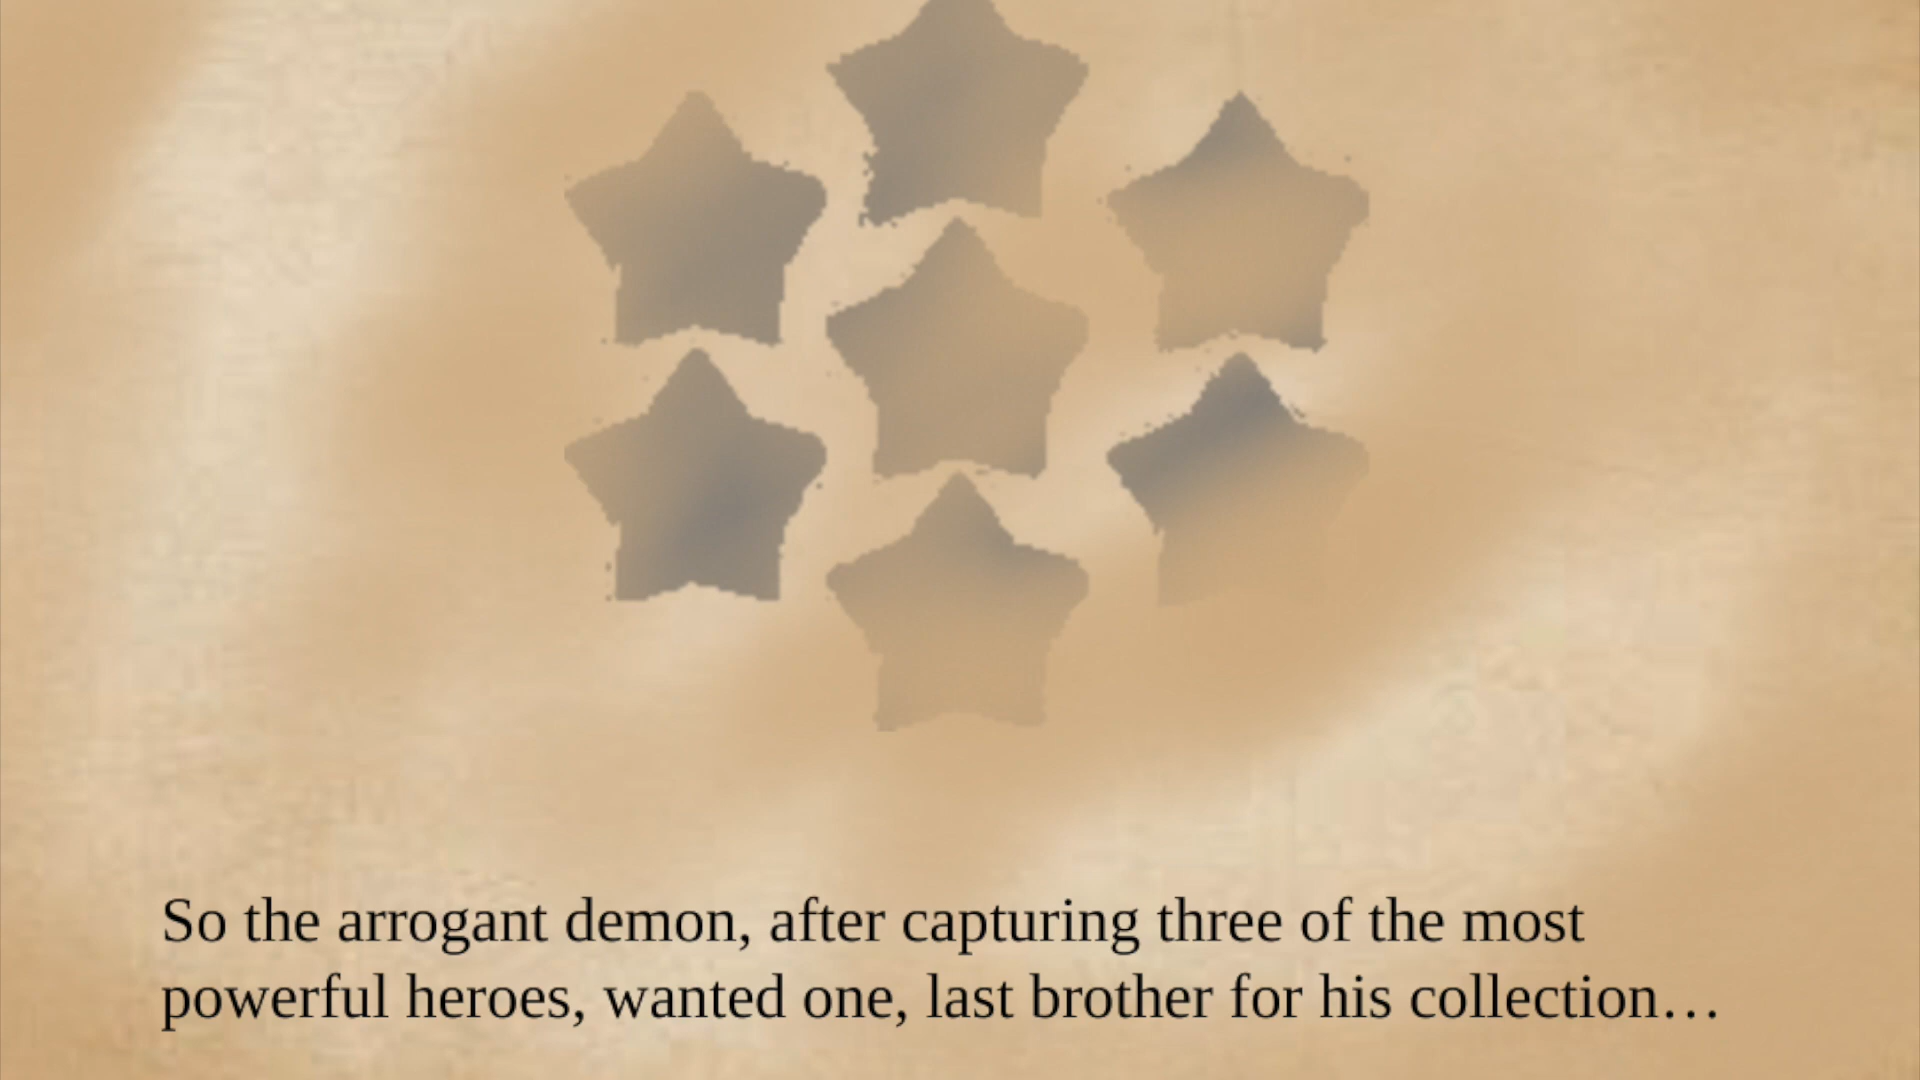 So the arrogant demon, after capturing three of the most
powerful heroes, wanted one, last brother for his collection…